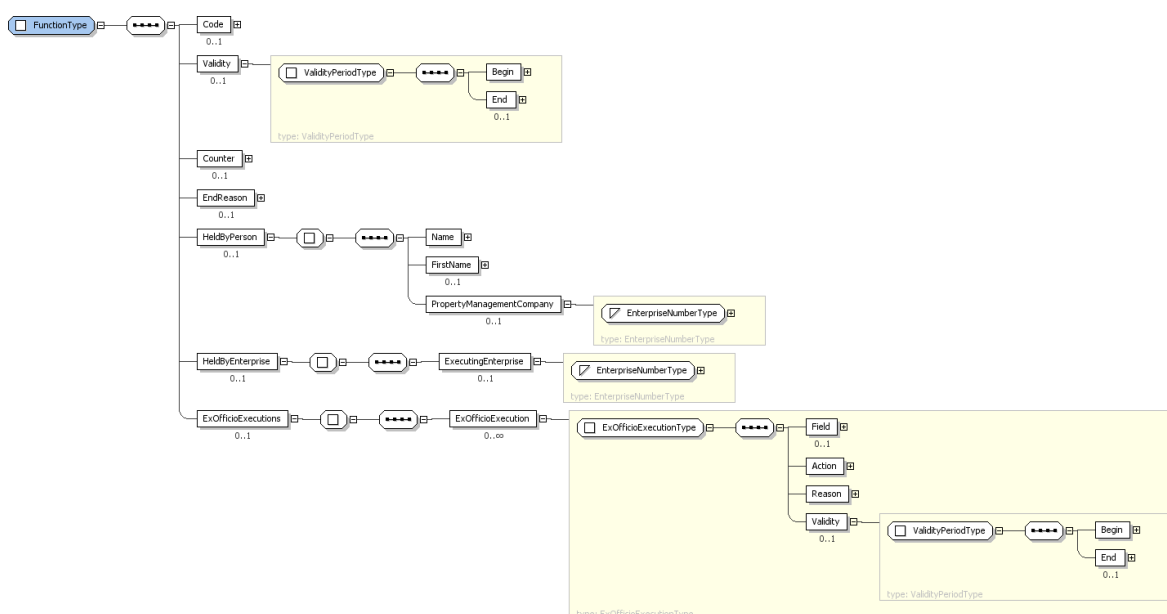 FunctionType
Code
0..1
Validity
0..1
ValidityPeriodType
Begin
End
0..1
type: ValidityPeriodType
Counter
0..1
EndReason
0..1
HeldByPerson
0..1
Name
FirstName
0..1
PropertyManagementCompany
0..1
EnterpriseNumberType
type: EnterpriseNumberType
HeldByEnterprise
0..1
ExecutingEnterprise
0..1
EnterpriseNumberType
type: EnterpriseNumberType
ExOfficioExecutions
0..1
ExOfficioExecution
0..∞
ExOfficioExecutionType
Field
0..1
Action
Reason
Validity
0..1
ValidityPeriodType
Begin
End
0..1
type: ValidityPeriodType
type: ExOfficioExecutionType